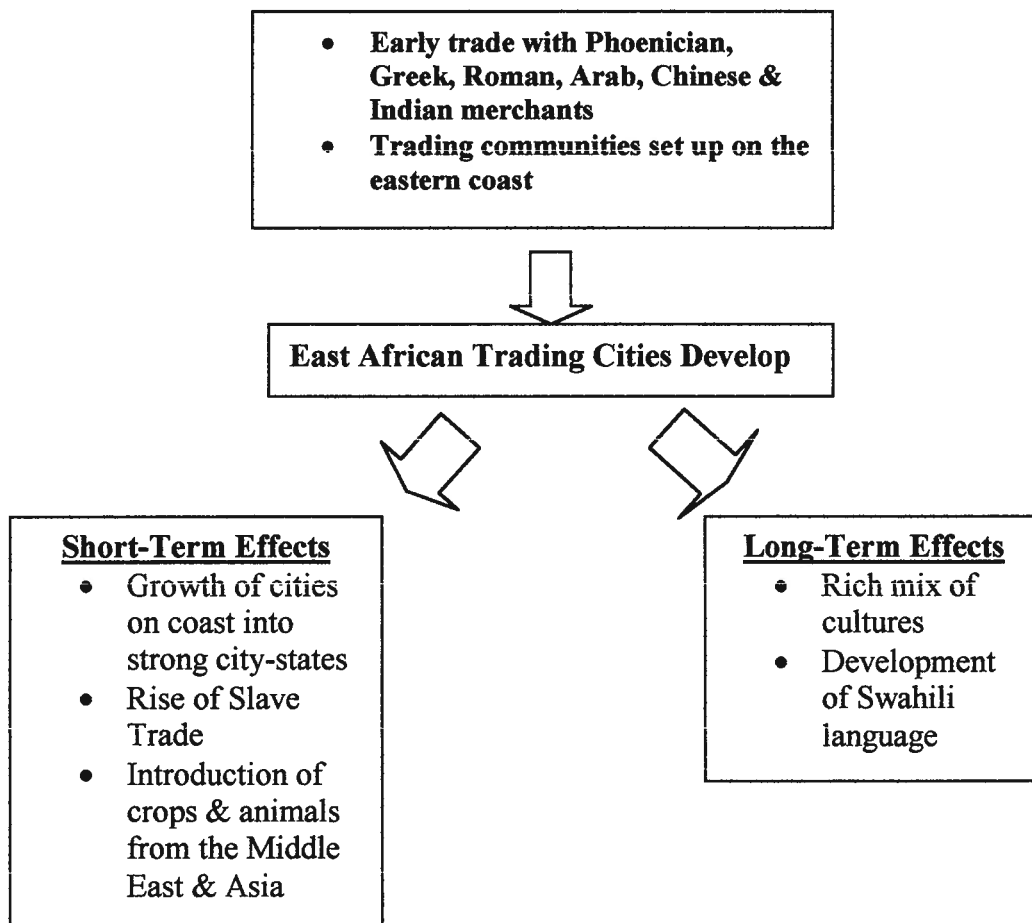 • Early trade with Phoenician,
Greek, Roman, Arab, Chinese &
Indian merchants
• Trading communities set up on the
eastern coast
East African Trading Cities Develop
Short-Term Effects
• Growth of cities
on coast into
strong city-states
• Rise of Slave
Trade
• Introduction of
crops & animals
from the Middle
East & Asia
Long-Term Effects
• Rich mix of
cultures
• Development
of Swahili
language